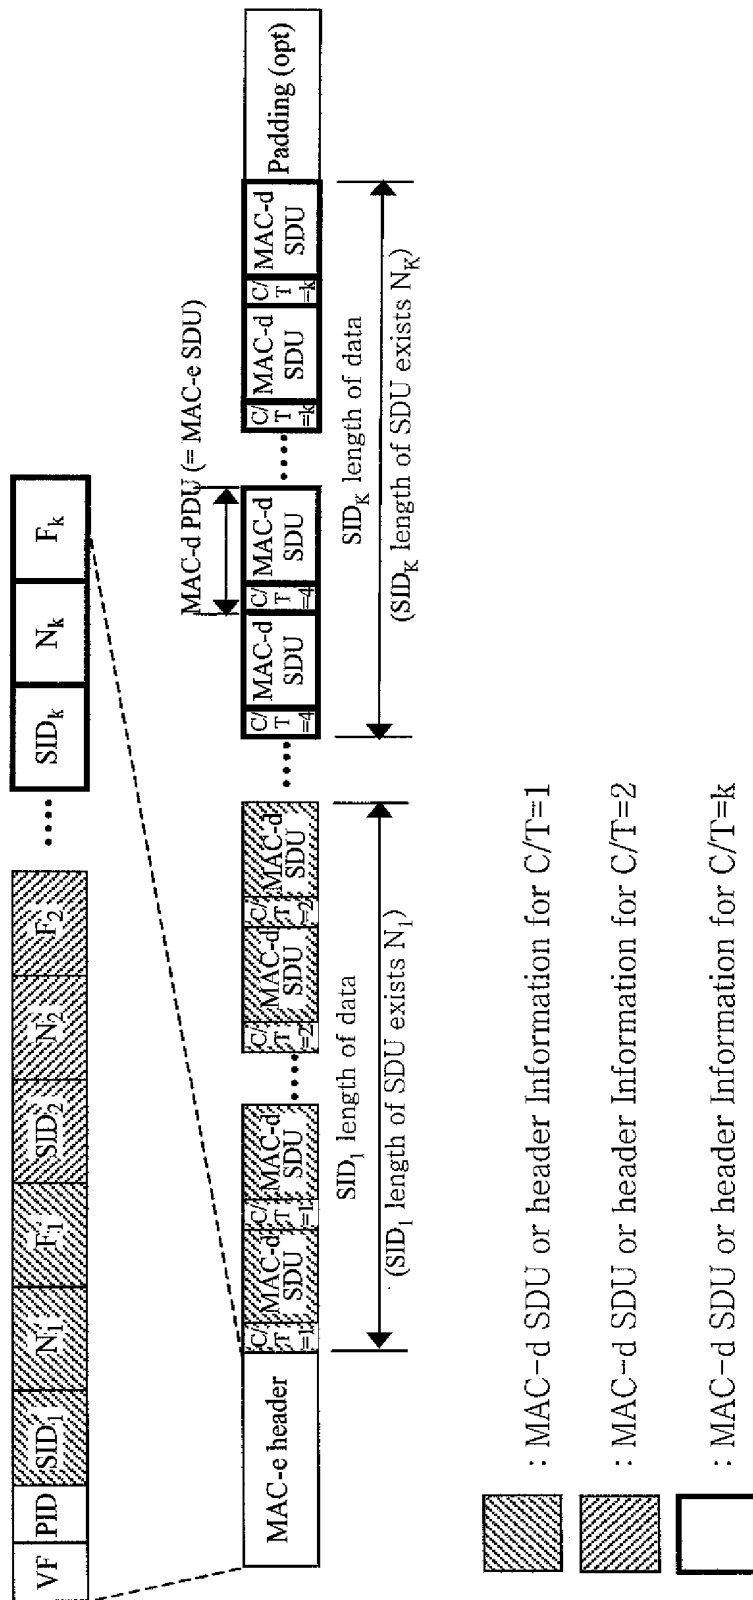 VF PID SID₁ N₁ F₁ SID₂ N₂ F₂ ····· SIDₖ Nₖ Fₖ
MAC-d PDU (= MAC-e SDU)
MAC-e header
C/
T
=1
MAC-d
SDU
C/
T
=1
MAC-d
SDU
·····
C/
T
=2
MAC-d
SDU
C/
T
=2
MAC-d
SDU
·····
C/
T
=4
MAC-d
SDU
C/
T
=4
MAC-d
SDU
·····
C/
T
=k
MAC-d
SDU
C/
T
=k
MAC-d
SDU
Padding (opt)
SID₁ length of data
(SID₁ length of SDU exists N₁)
SID_K length of data
(SID_K length of SDU exists N_K)
: MAC-d SDU or header Information for C/T=1
: MAC-d SDU or header Information for C/T=2
: MAC-d SDU or header Information for C/T=k